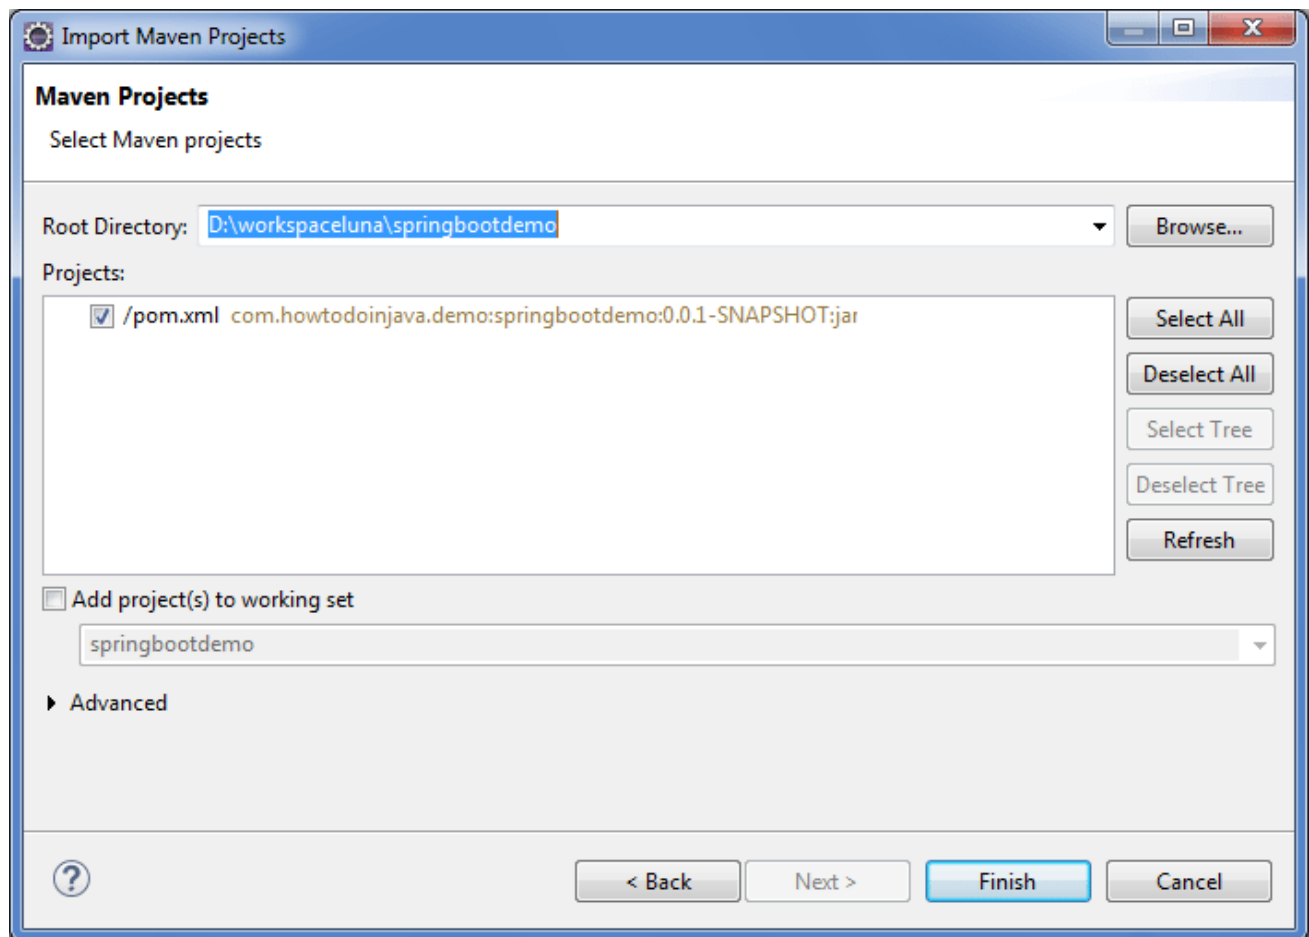 Import Maven Projects
Maven Projects
Select Maven projects
Root Directory: D:\workspaceluna\springbootdemo Browse...
Projects:
/pom.xml com.howtodoinjava.demo:springbootdemo:0.0.1-SNAPSHOT:jar
Select All
Deselect All
Select Tree
Deselect Tree
Refresh
Add project(s) to working set
springbootdemo
Advanced
? < Back Next > Finish Cancel